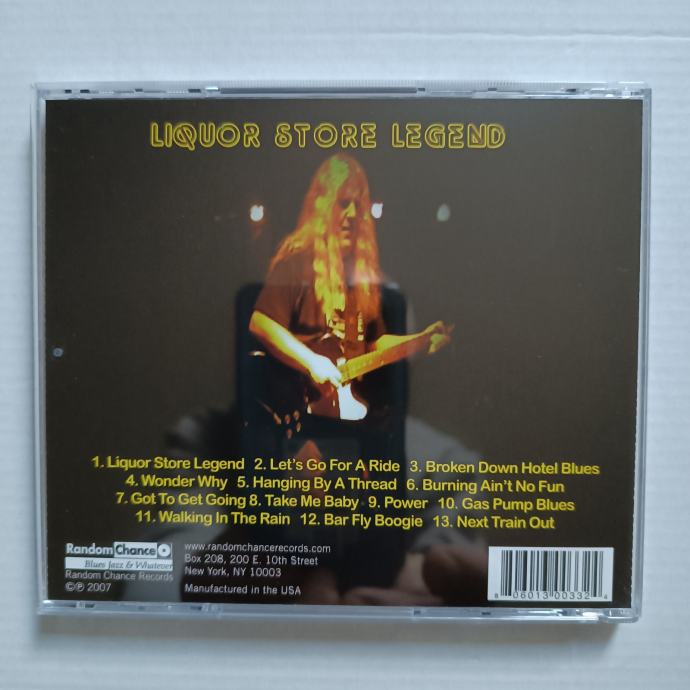 LIQUOR STORE LEGEND
1. Liquor Store Legend 2. Let's Go For A Ride 3. Broken Down Hotel Blues
4. Wonder Why 5. Hanging By A Thread 6. Burning Ain't No Fun
7. Got To Get Going 8. Take Me Baby 9. Power 10. Gas Pump Blues
11. Walking In The Rain 12. Bar Fly Boogie 13. Next Train Out
Random Chance
Blues Jazz & Whatever
Random Chance Records
©℗ 2007
www.randomchancerecords.com
Box 208, 200 E. 10th Street
New York, NY 10003
Manufactured in the USA
8 06013 00332 4